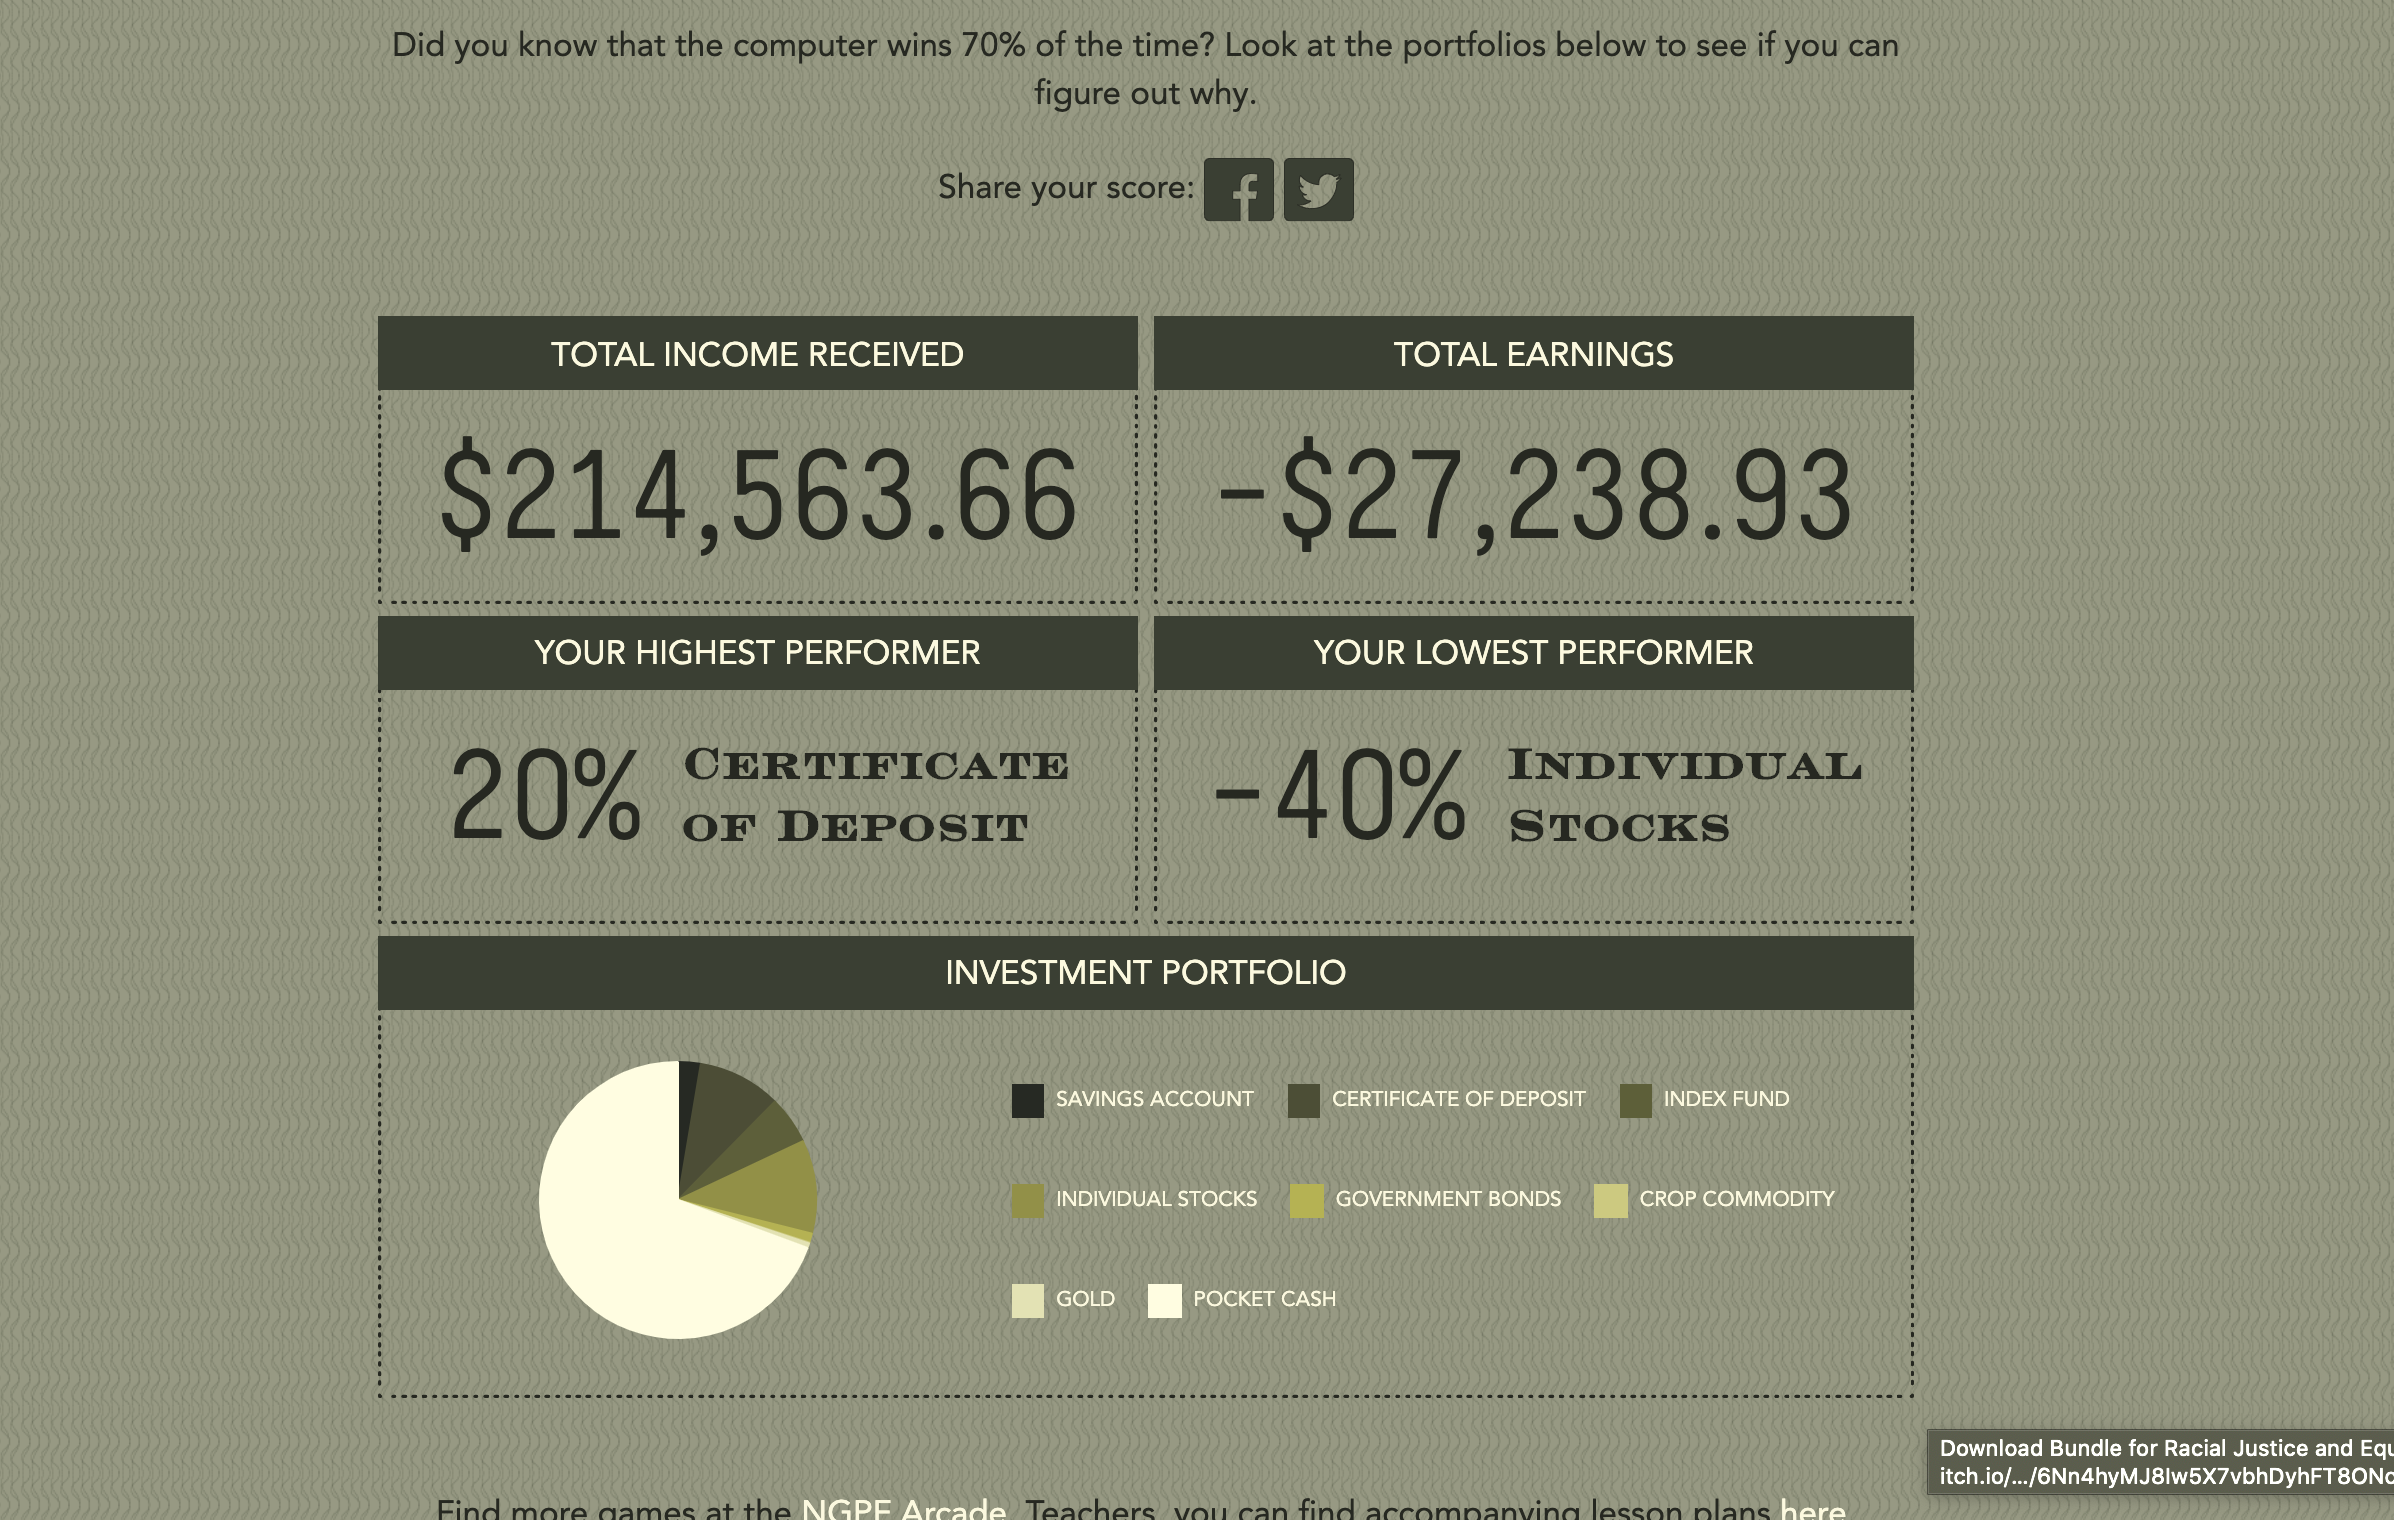 Did you know that the computer wins 70% of the time? Look at the portfolios below to see if you can
figure out why.
Share your score:
TOTAL INCOME RECEIVED
$214,563.66
TOTAL EARNINGS
-$27,238.93
YOUR HIGHEST PERFORMER
20% CERTIFICATE
OF DEPOSIT
YOUR LOWEST PERFORMER
-40% INDIVIDUAL
STOCKS
INVESTMENT PORTFOLIO
SAVINGS ACCOUNT CERTIFICATE OF DEPOSIT INDEX FUND
INDIVIDUAL STOCKS GOVERNMENT BONDS CROP COMMODITY
GOLD POCKET CASH
Download Bundle for Racial Justice and Equ
itch.io/.../
Find more games at the NGPF Arcade. Teachers, you can find accompanying lesson plans here